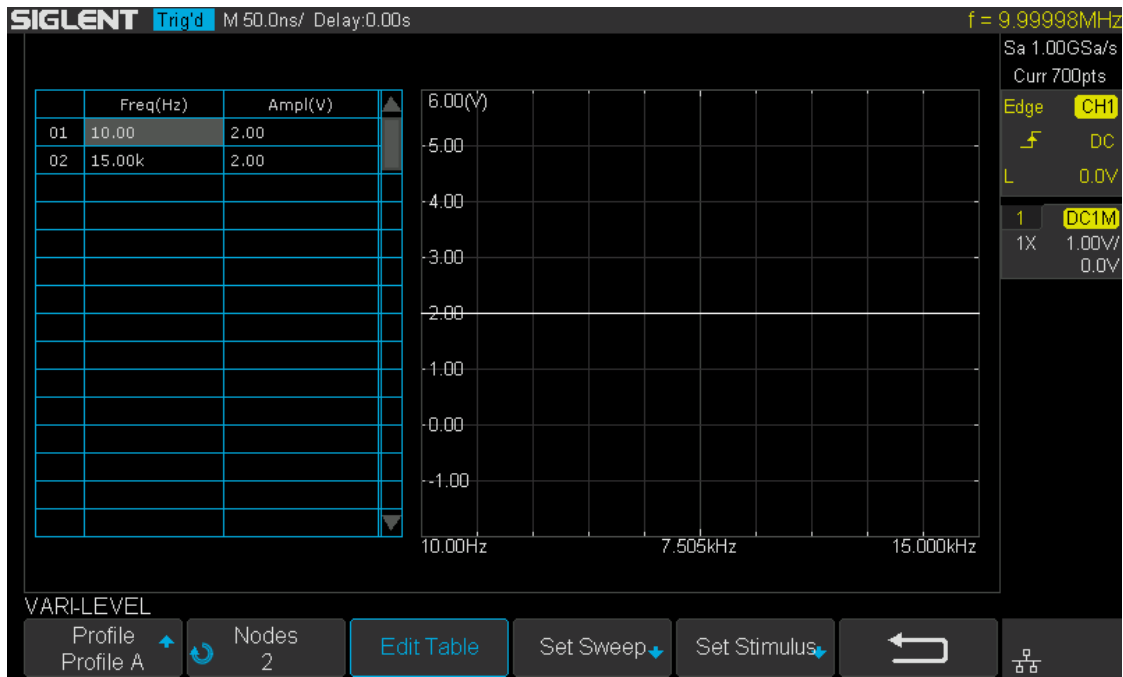 SIGLENT Trig'd M 50.0ns/ Delay:0.00s f = 9.99998MHz
Sa 1.00GSa/s
Curr 700pts
Edge CH1
DC
L 0.0V
1 DC1M
1X 1.00V/
0.0V
Freq(Hz) Ampl(V)
01 10.00 2.00
02 15.00k 2.00
6.00(V)
5.00
4.00
3.00
2.00
1.00
0.00
-1.00
10.00Hz 7.505kHz 15.000kHz
VARI-LEVEL
Profile
Profile A
Nodes
2
Edit Table
Set Sweep
Set Stimulus